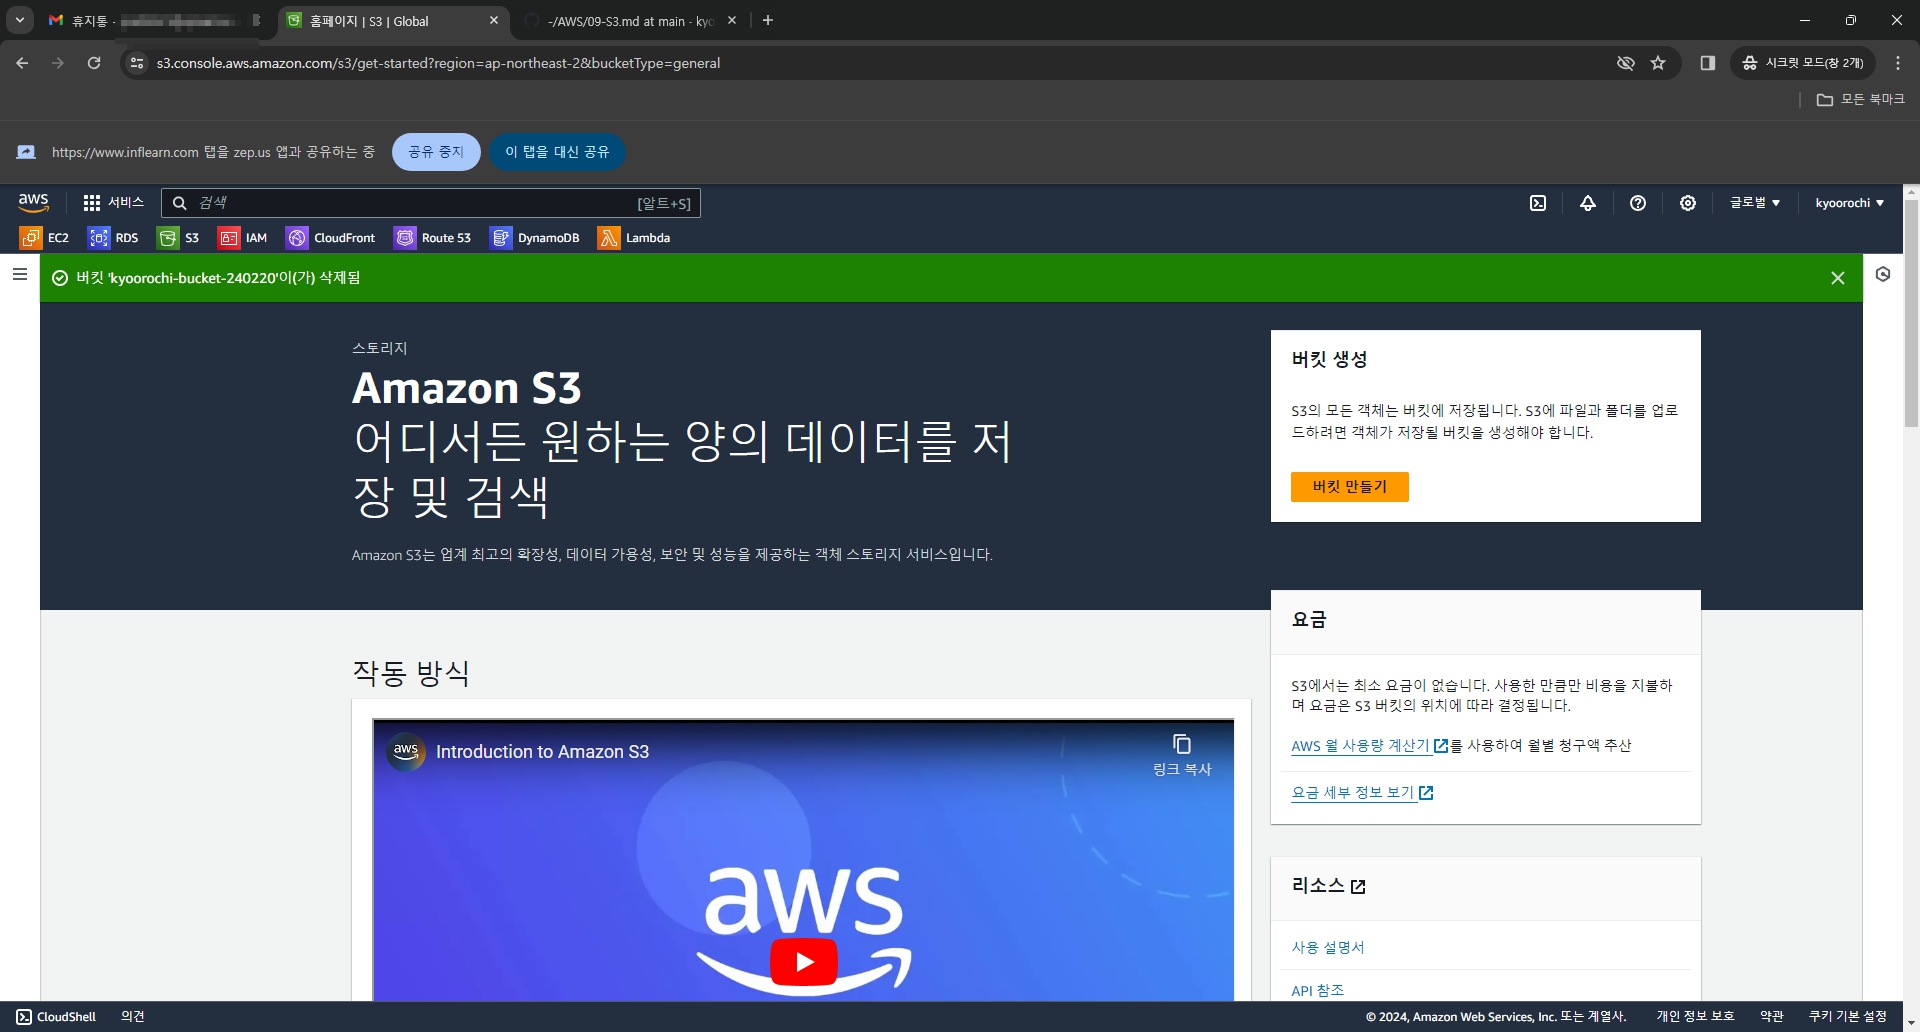 휴지통 -
홈페이지 | S3 | Global
-/AWS/09-S3.md at main · kyo
s3.console.aws.amazon.com/s3/get-started?region=ap-northeast-2&bucketType=general
시크릿 모드(창 2개)
모든 북마크
https://www.inflearn.com 탭을 zep.us 앱과 공유하는 중
공유 중지
이 탭을 대신 공유
aws
서비스
검색
[알트+S]
글로벌
kyoorochi
EC2
RDS
S3
IAM
CloudFront
Route 53
DynamoDB
Lambda
버킷 'kyoorochi-bucket-240220'이(가) 삭제됨
스토리지
Amazon S3
어디서든 원하는 양의 데이터를 저
장 및 검색
Amazon S3는 업계 최고의 확장성, 데이터 가용성, 보안 및 성능을 제공하는 객체 스토리지 서비스입니다.
버킷 생성
S3의 모든 객체는 버킷에 저장됩니다. S3에 파일과 폴더를 업로
드하려면 객체가 저장될 버킷을 생성해야 합니다.
버킷 만들기
요금
S3에서는 최소 요금이 없습니다. 사용한 만큼만 비용을 지불하
며 요금은 S3 버킷의 위치에 따라 결정됩니다.
AWS 월 사용량 계산기를 사용하여 월별 청구액 추산
요금 세부 정보 보기
작동 방식
aws
Introduction to Amazon S3
링크 복사
aws
리소스
사용 설명서
API 참조
CloudShell
의견
© 2024, Amazon Web Services, Inc. 또는 계열사.
개인 정보 보호
약관
쿠키 기본 설정